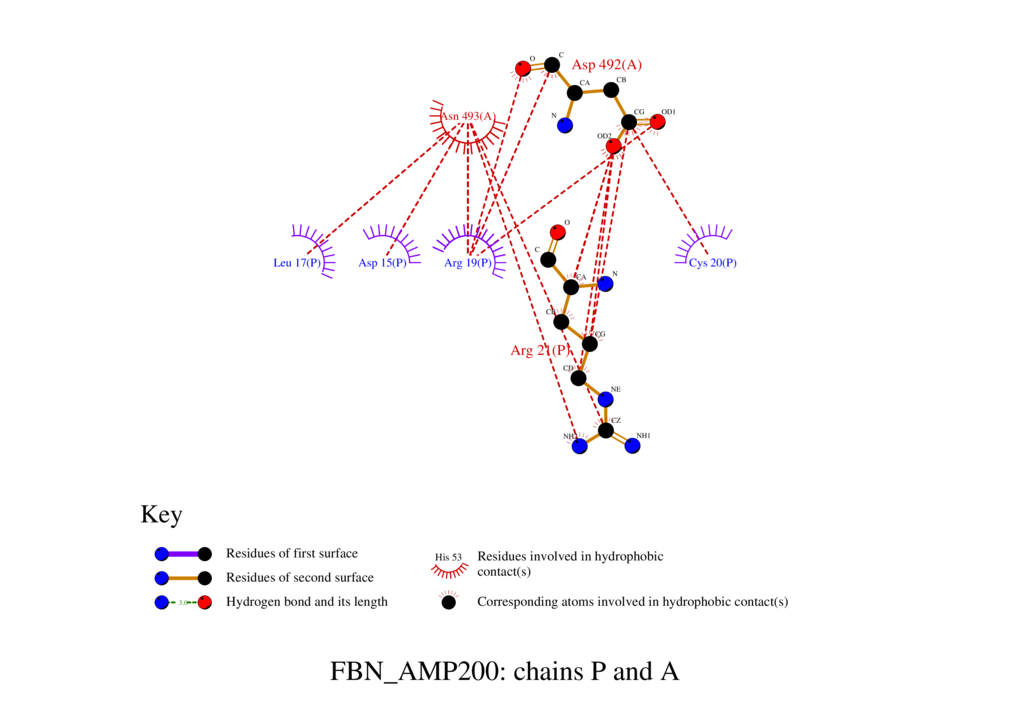 O
C
Asp 492(A)
CA
CB
N
CG
OD1
OD2
Asn 493(A)
O
C
Leu 17(P)
Asp 15(P)
Arg 19(P)
Cys 20(P)
CA
N
CB
CG
Arg 21(P)
CD
NE
CZ
NH1
Key
Residues of first surface
Residues of second surface
3.0
Hydrogen bond and its length
His 53
Residues involved in hydrophobic
contact(s)
Corresponding atoms involved in hydrophobic contact(s)
FBN_AMP200: chains P and A